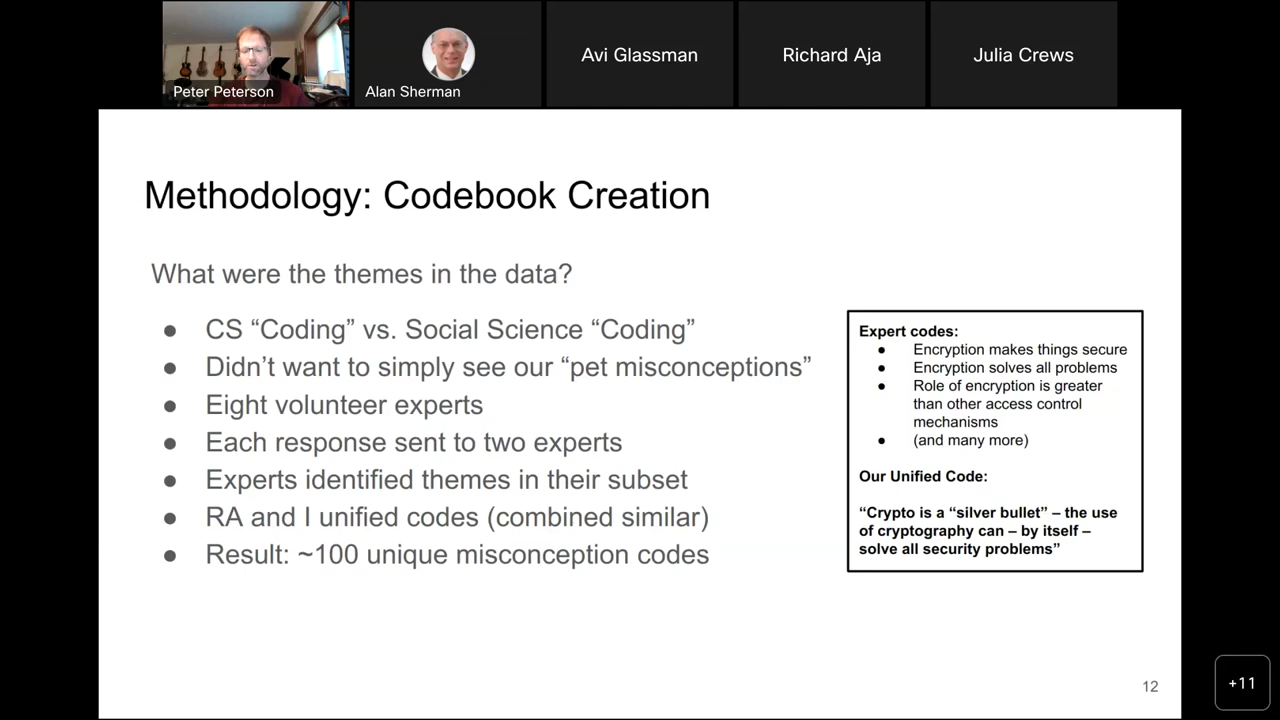 Peter Peterson
Alan Sherman
Avi Glassman
Richard Aja
Julia Crews
Methodology: Codebook Creation
What were the themes in the data?
● CS “Coding” vs. Social Science “Coding”
● Didn’t want to simply see our “pet misconceptions”
● Eight volunteer experts
● Each response sent to two experts
● Experts identified themes in their subset
● RA and I unified codes (combined similar)
● Result: ~100 unique misconception codes
Expert codes:
● Encryption makes things secure
● Encryption solves all problems
● Role of encryption is greater
than other access control
mechanisms
● (and many more)
Our Unified Code:
“Crypto is a “silver bullet” – the use
of cryptography can – by itself –
solve all security problems”
12
+11